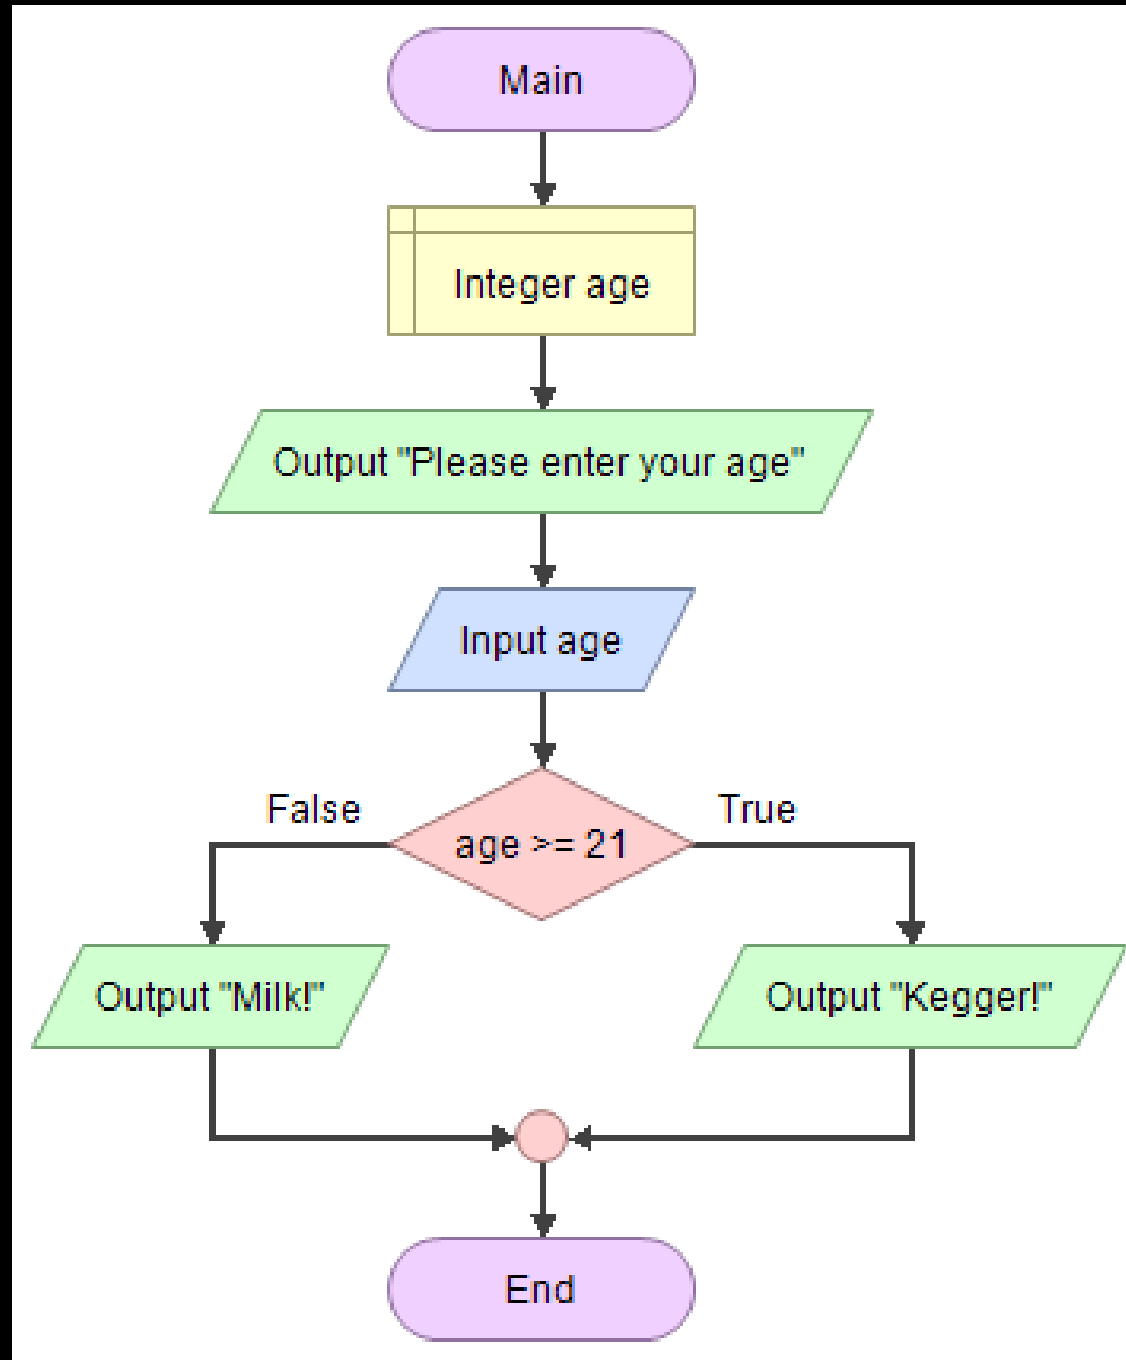 Main
Integer age
Output "Please enter your age"
Input age
False
True
age >= 21
Output "Milk!"
Output "Kegger!"
End